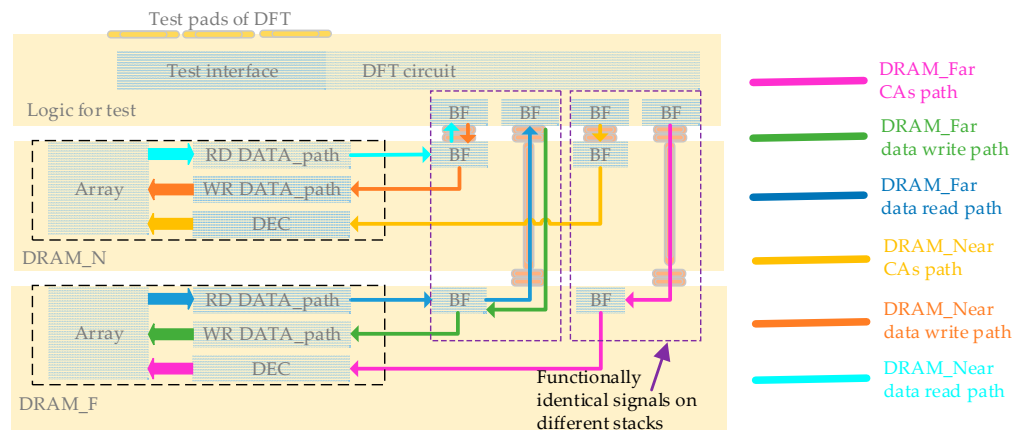 Test pads of DFT
Test interface
DFT circuit
Logic for test
BF
BF
BF
BF
BF
BF
Array
RD DATA_path
WR DATA_path
DEC
DRAM_N
Array
RD DATA_path
WR DATA_path
DEC
DRAM_F
BF
BF
Functionally
identical signals on
different stacks
DRAM_Far
CAs path
DRAM_Far
data write path
DRAM_Far
data read path
DRAM_Near
CAs path
DRAM_Near
data write path
DRAM_Near
data read path